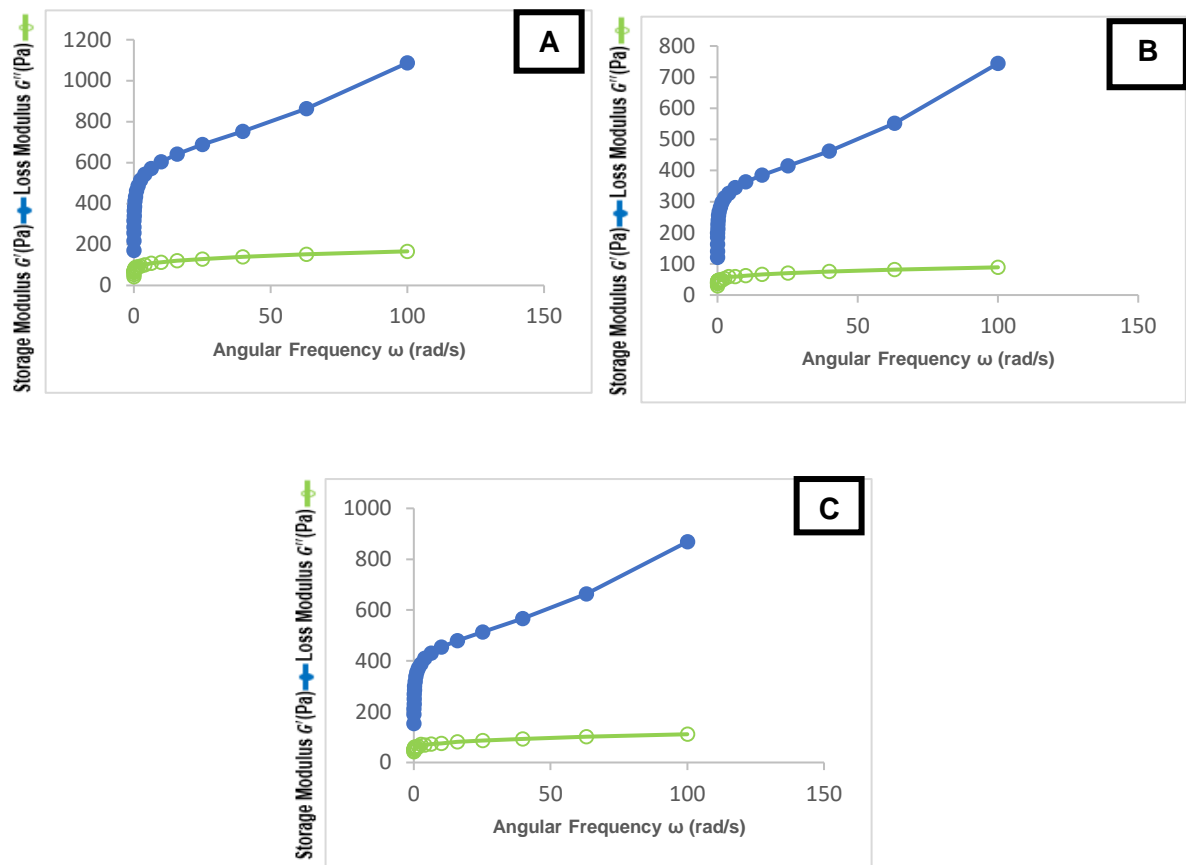 A
Storage Modulus G'(Pa) Loss Modulus G''(Pa)
1200
1000
800
600
400
200
0
0 50 100 150
Angular Frequency ω (rad/s)
B
Storage Modulus G'(Pa) Loss Modulus G''(Pa)
800
700
600
500
400
300
200
100
0
0 50 100 150
Angular Frequency ω (rad/s)
C
Storage Modulus G'(Pa) Loss Modulus G''(Pa)
1000
800
600
400
200
0
0 50 100 150
Angular Frequency ω (rad/s)